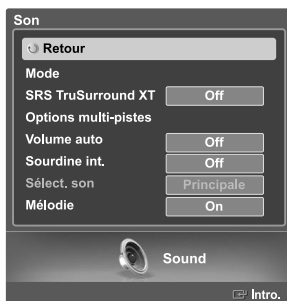 Son
Retour
Mode
SRS TruSurround XT Off
Options multi-pistes
Volume auto Off
Sourdine int. Off
Sélect. son Principale
Mélodie On
Sound
Intro.